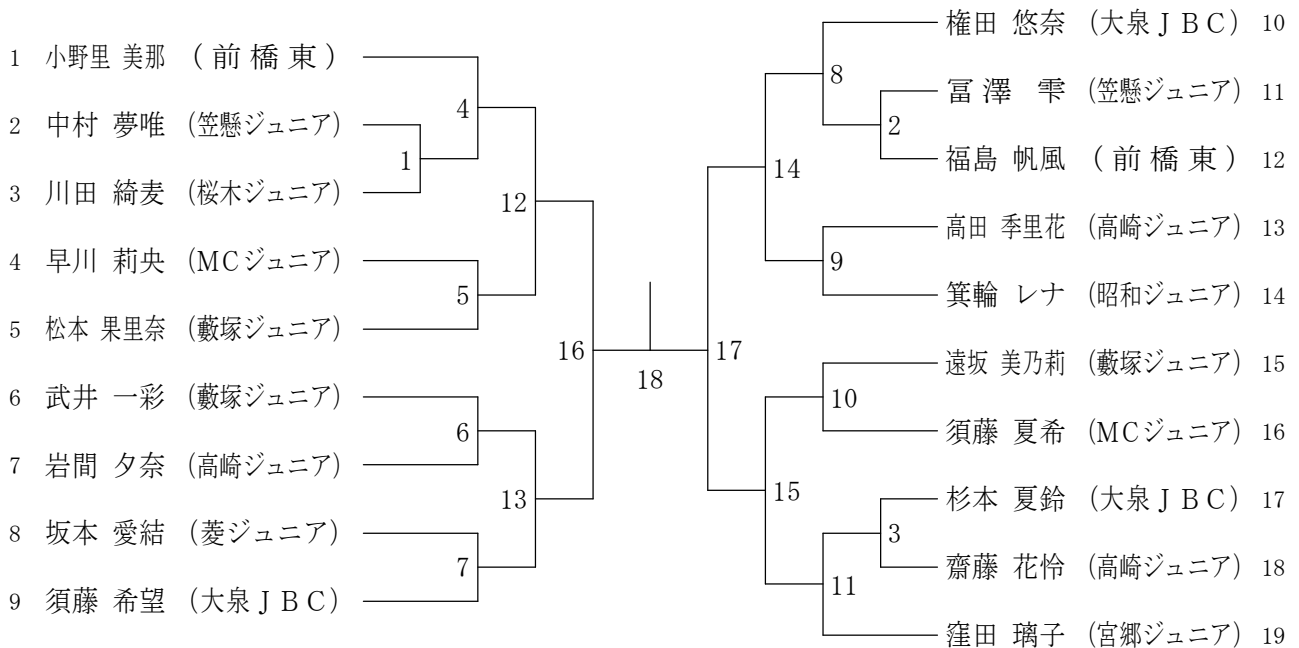 1 小野里 美那 (前橋東)
2 中村 夢唯 (笠懸ジュニア)
3 川田 綺麦 (桜木ジュニア)
4 早川 莉央 (MCジュニア)
5 松本 果里奈 (藪塚ジュニア)
6 武井 一彩 (藪塚ジュニア)
7 岩間 夕奈 (高崎ジュニア)
8 坂本 愛結 (菱ジュニア)
9 須藤 希望 (大泉JBC)
4
1
12
5
16
6
13
7
18
権田 悠奈 (大泉JBC) 10
冨澤 雫 (笠懸ジュニア) 11
福島 帆風 (前橋東) 12
高田 季里花 (高崎ジュニア) 13
箕輪 レナ (昭和ジュニア) 14
遠坂 美乃莉 (藪塚ジュニア) 15
須藤 夏希 (MCジュニア) 16
杉本 夏鈴 (大泉JBC) 17
齋藤 花怜 (高崎ジュニア) 18
窪田 璃子 (宮郷ジュニア) 19
8
2
14
9
17
10
15
3
11